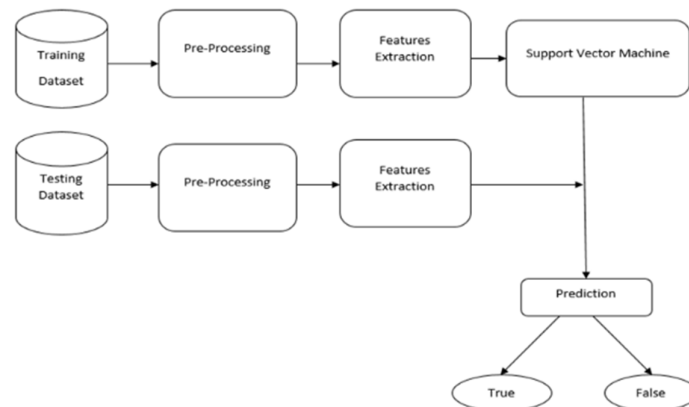 Training
Dataset
Pre-Processing
Features
Extraction
Support Vector Machine
Testing
Dataset
Pre-Processing
Features
Extraction
Prediction
True
False